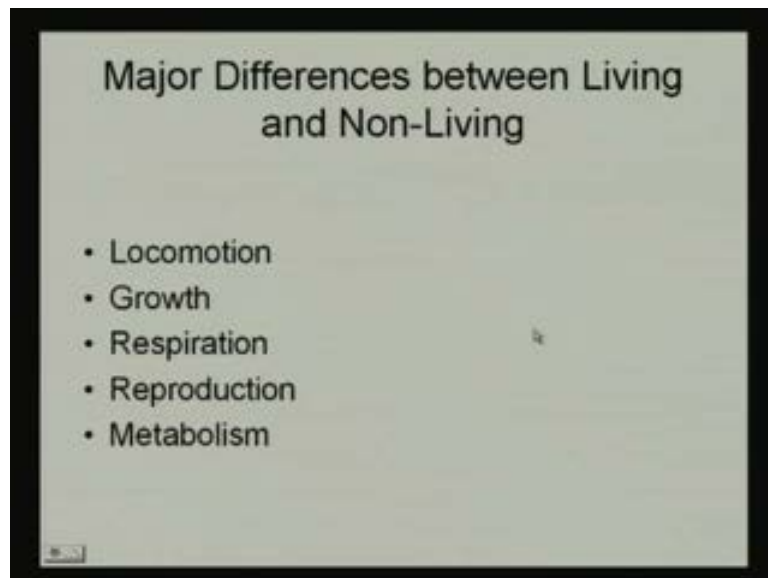 Major Differences between Living
and Non-Living
• Locomotion
• Growth
• Respiration
• Reproduction
• Metabolism